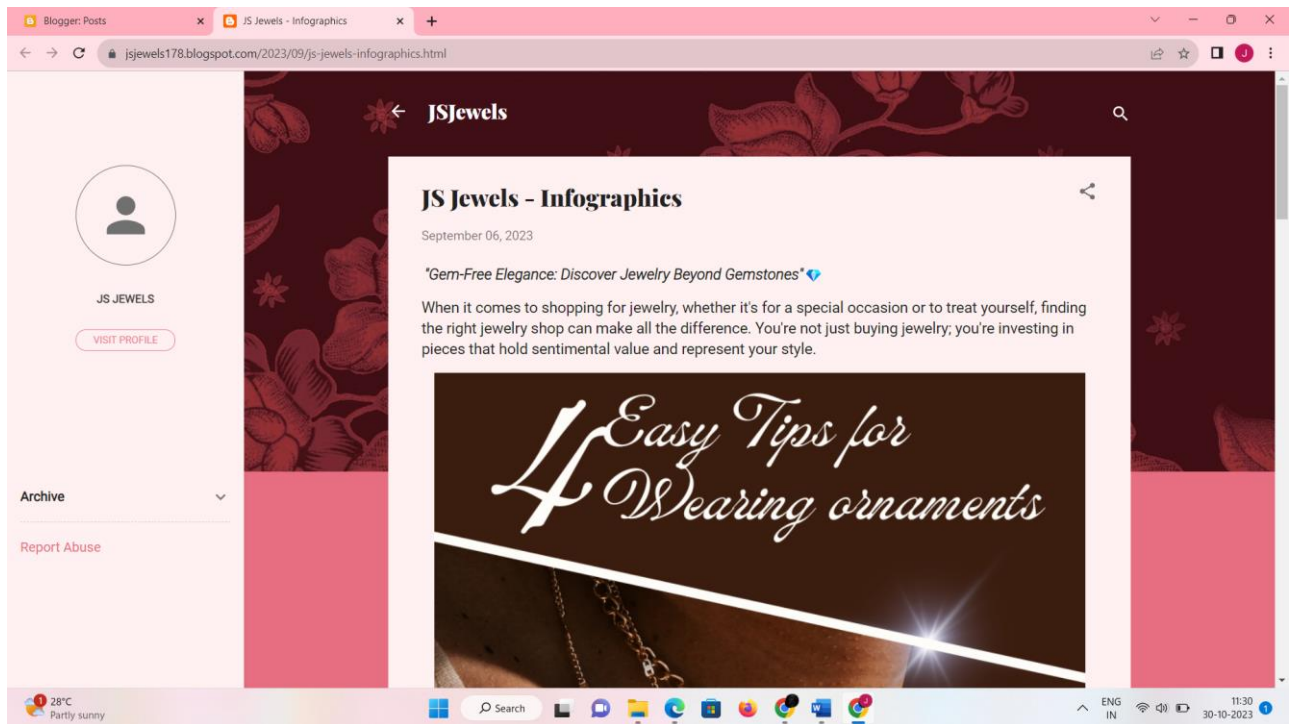 Blogger: Posts
JS Jewels - Infographics
jsjewels178.blogspot.com/2023/09/js-jewels-infographics.html
J
JSJewels
JS JEWELS
VISIT PROFILE
Archive
Report Abuse
JS Jewels - Infographics
September 06, 2023
"Gem-Free Elegance: Discover Jewelry Beyond Gemstones"💎
When it comes to shopping for jewelry, whether it's for a special occasion or to treat yourself, finding
the right jewelry shop can make all the difference. You're not just buying jewelry; you're investing in
pieces that hold sentimental value and represent your style.
4 Easy Tips for
Wearing ornaments
1
28°C
Partly sunny
Search
ENG
IN
11:30
30-10-2023
1